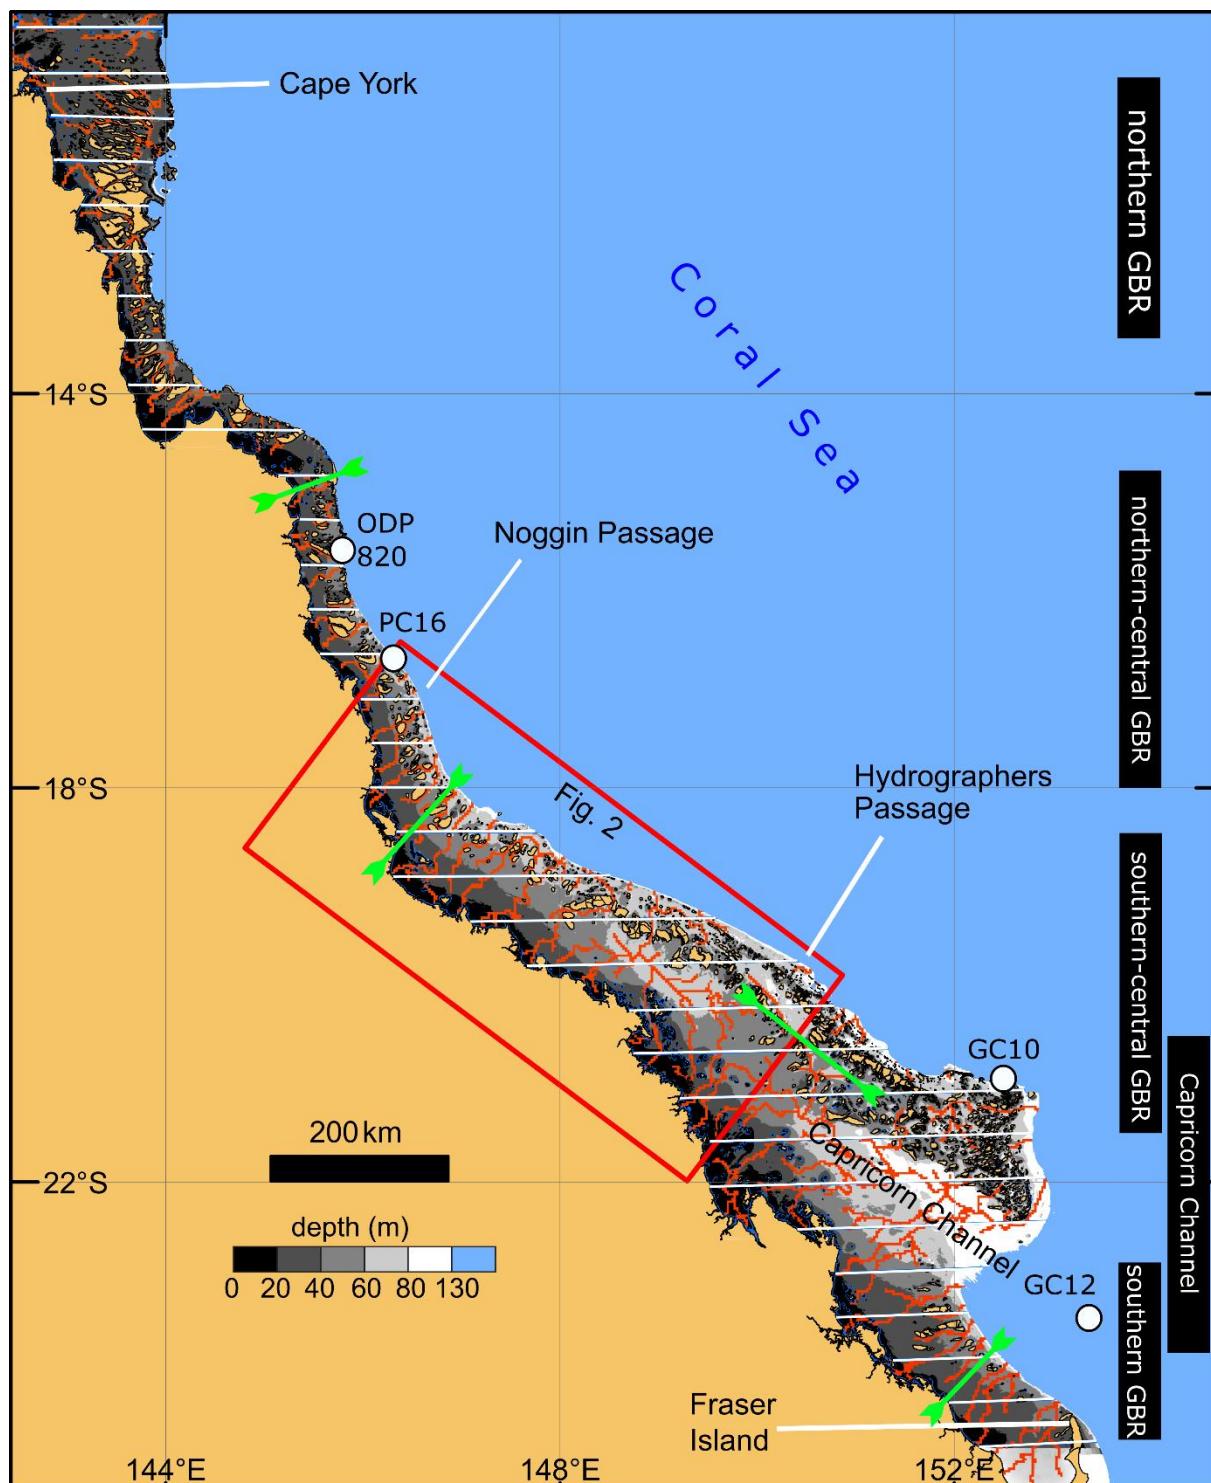 Cape York
northern GBR
Coral Sea
14°S
ODP
820
Noggin Passage
northern-central GBR
PC16
Hydrographers
Passage
18°S
Fig. 2
southern-central GBR
GC10
Capricorn Channel
200 km
Capricorn Channel
22°S
depth (m)
0 20 40 60 80 130
GC12
southern GBR
Fraser
Island
144°E 148°E 152°E